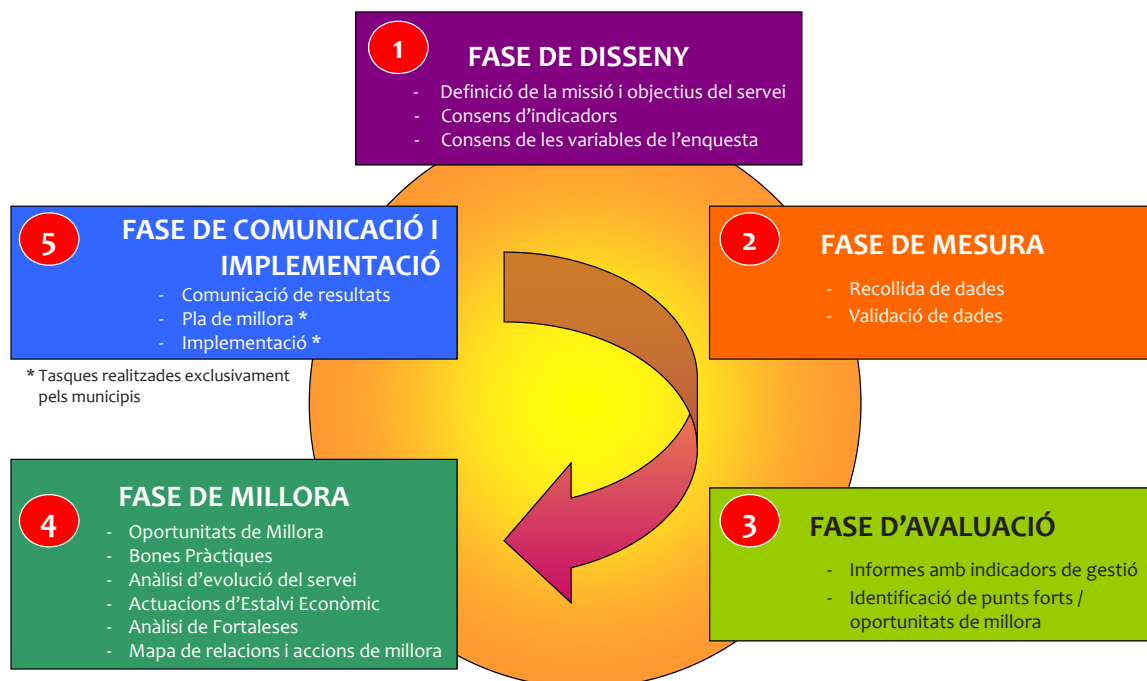 1
FASE DE DISSENY
- Definició de la missió i objectius del servei
- Consens d’indicadors
- Consens de les variables de l’enquesta
2
FASE DE MESURA
- Recollida de dades
- Validació de dades
3
FASE D’AVALUACIÓ
- Informes amb indicadors de gestió
- Identificació de punts forts /
oportunitats de millora
4
FASE DE MILLORA
- Oportunitats de Millora
- Bones Pràctiques
- Anàlisi d’evolució del servei
- Actuacions d’Estalvi Econòmic
- Anàlisi de Fortaleses
- Mapa de relacions i accions de millora
5
FASE DE COMUNICACIÓ I
IMPLEMENTACIÓ
- Comunicació de resultats
- Pla de millora *
- Implementació *
* Tasques realitzades exclusivament
pels municipis